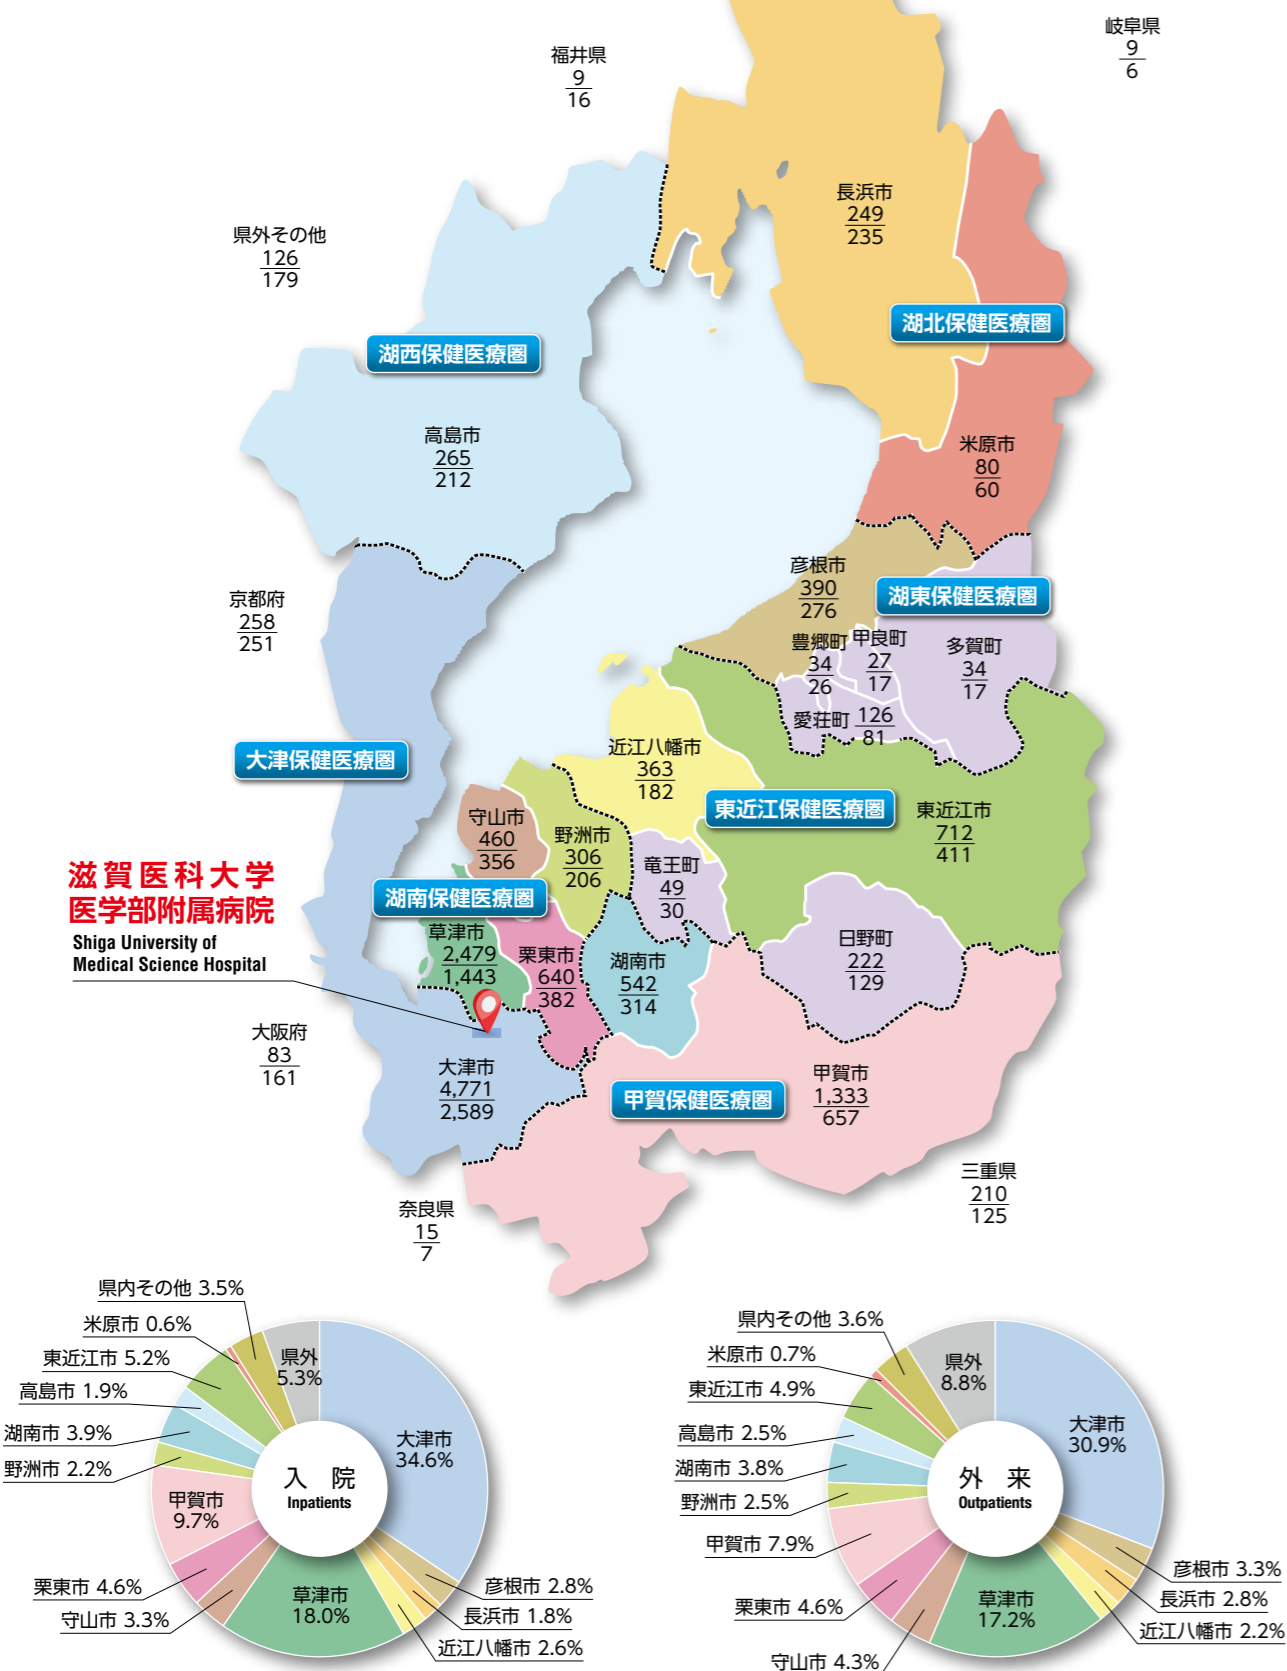 岐阜県
9
6
福井県
9
16
長浜市
249
235
県外その他
126
179
湖北保健医療圏
湖西保健医療圏
高島市
265
212
米原市
80
60
彦根市
390
276
湖東保健医療圏
京都府
258
251
豊郷町
34
26
甲良町
27
17
多賀町
34
17
愛荘町
126
81
近江八幡市
363
182
大津保健医療圏
東近江保健医療圏
東近江市
712
411
守山市
460
356
野洲市
306
206
竜王町
49
30
滋賀医科大学
医学部附属病院
Shiga University of
Medical Science Hospital
湖南保健医療圏
草津市
2,479
1,443
栗東市
640
382
湖南市
542
314
日野町
222
129
大阪府
83
161
大津市
4,771
2,589
甲賀保健医療圏
甲賀市
1,333
657
三重県
210
125
奈良県
15
7
県内その他 3.5%
米原市 0.6%
東近江市 5.2%
高島市 1.9%
湖南市 3.9%
野洲市 2.2%
甲賀市
9.7%
栗東市 4.6%
守山市 3.3%
草津市
18.0%
近江八幡市 2.6%
長浜市 1.8%
彦根市 2.8%
大津市
34.6%
県外
5.3%
入 院
Inpatients
県内その他 3.6%
米原市 0.7%
東近江市 4.9%
高島市 2.5%
湖南市 3.8%
野洲市 2.5%
甲賀市 7.9%
栗東市 4.6%
守山市 4.3%
草津市
17.2%
近江八幡市 2.2%
長浜市 2.8%
彦根市 3.3%
大津市
30.9%
県外
8.8%
外 来
Outpatients